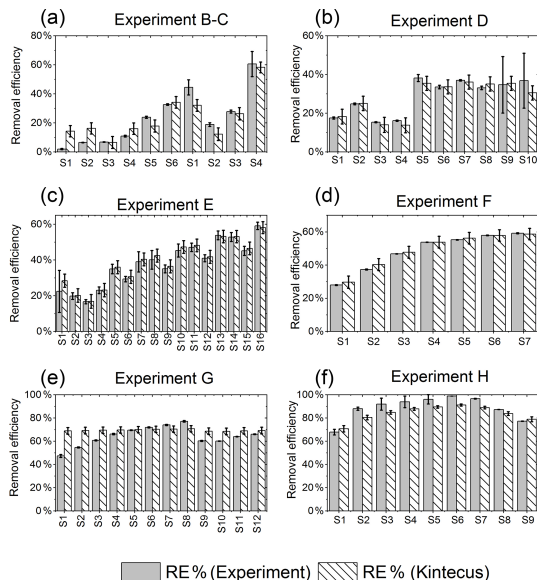 (a) Experiment B-C
Removal efficiency
80%
60%
40%
20%
0%
S1 S2 S3 S4 S5 S6 S1 S2 S3 S4
(b) Experiment D
Removal efficiency
60%
40%
20%
0%
S1 S2 S3 S4 S5 S6 S7 S8 S9 S10
(c) Experiment E
Removal efficiency
60%
40%
20%
0%
S1 S2 S3 S4 S5 S6 S7 S8 S9 S10 S11 S12 S13 S14 S15 S16
(d) Experiment F
Removal efficiency
80%
60%
40%
20%
0%
S1 S2 S3 S4 S5 S6 S7
(e) Experiment G
Removal efficiency
100%
80%
60%
40%
20%
0%
S1 S2 S3 S4 S5 S6 S7 S8 S9 S10 S11 S12
(f) Experiment H
Removal efficiency
100%
80%
60%
40%
20%
0%
S1 S2 S3 S4 S5 S6 S7 S8 S9
RE% (Experiment) RE% (Kintecus)